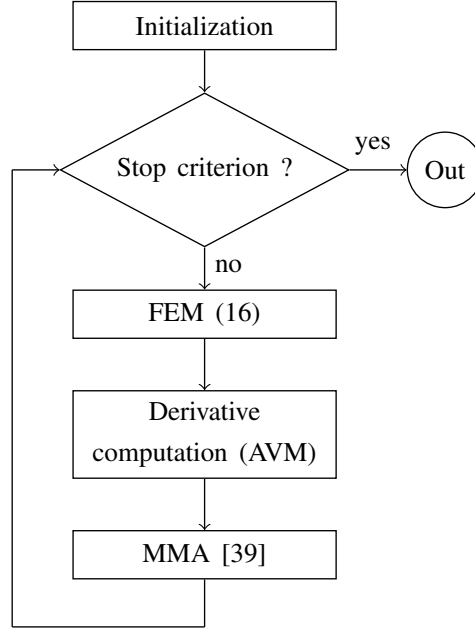 Initialization
yes
Stop criterion ?
Out
no
FEM (16)
Derivative
computation (AVM)
MMA [39]